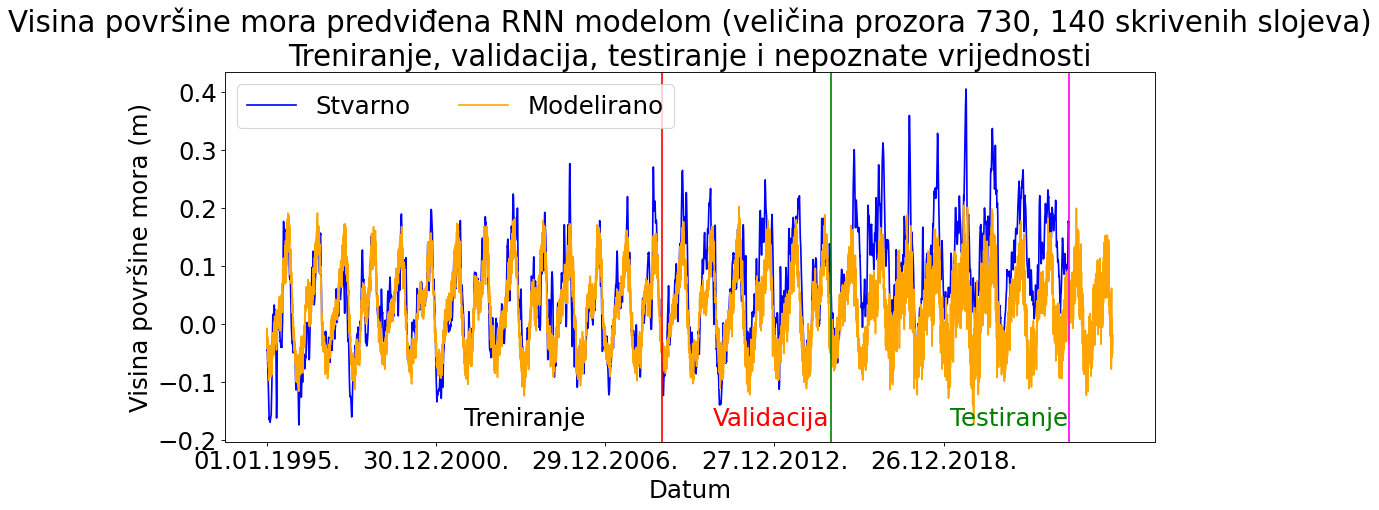 Visina površine mora predviđena RNN modelom (veličina prozora 730, 140 skrivenih slojeva)
Treniranje, validacija, testiranje i nepoznate vrijednosti
Stvarno
Modelirano
Visina površine mora (m)
0.4
0.3
0.2
0.1
0.0
−0.1
−0.2
Treniranje
Validacija
Testiranje
01.01.1995.
30.12.2000.
29.12.2006.
27.12.2012.
26.12.2018.
Datum